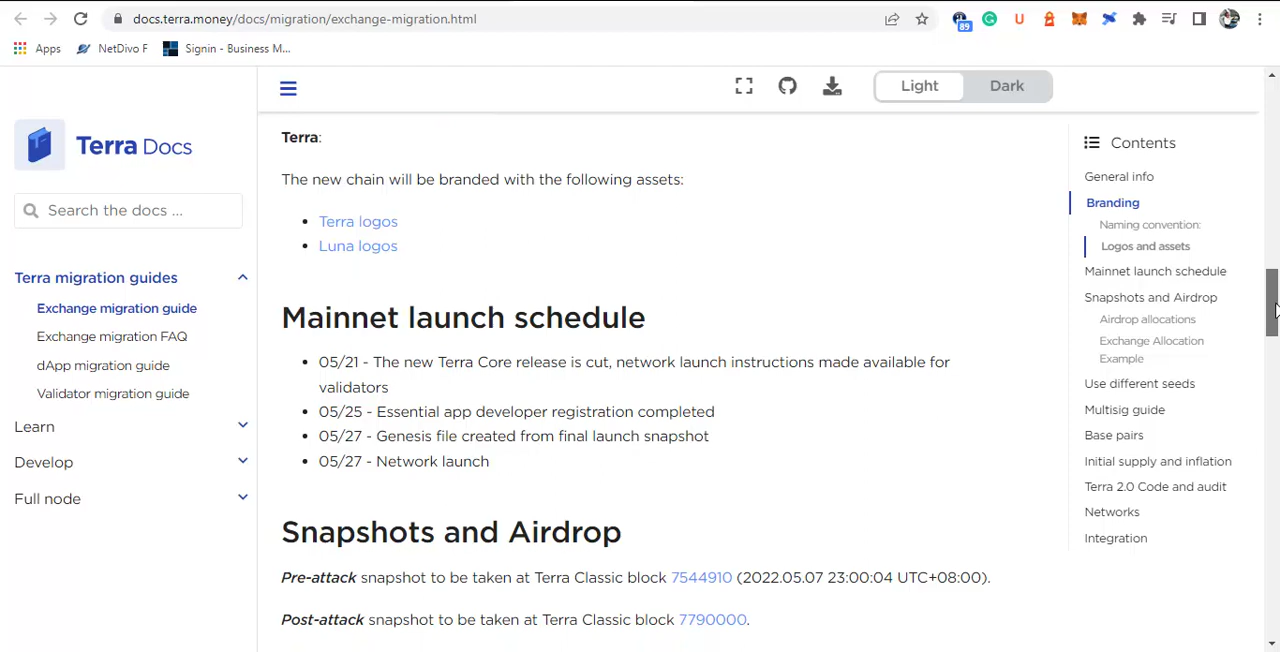 docs.terra.money/docs/migration/exchange-migration.html
89
U
Apps
NetDivo F
Signin - Business M...
Light
Dark
Terra Docs
Search the docs ...
Terra migration guides
Exchange migration guide
Exchange migration FAQ
dApp migration guide
Validator migration guide
Learn
Develop
Full node
Terra:
The new chain will be branded with the following assets:
• Terra logos
• Luna logos
Mainnet launch schedule
• 05/21 - The new Terra Core release is cut, network launch instructions made available for
validators
• 05/25 - Essential app developer registration completed
• 05/27 - Genesis file created from final launch snapshot
• 05/27 - Network launch
Snapshots and Airdrop
Pre-attack snapshot to be taken at Terra Classic block 7544910 (2022.05.07 23:00:04 UTC+08:00).
Post-attack snapshot to be taken at Terra Classic block 7790000.
Contents
General info
Branding
Naming convention:
Logos and assets
Mainnet launch schedule
Snapshots and Airdrop
Airdrop allocations
Exchange Allocation
Example
Use different seeds
Multisig guide
Base pairs
Initial supply and inflation
Terra 2.0 Code and audit
Networks
Integration